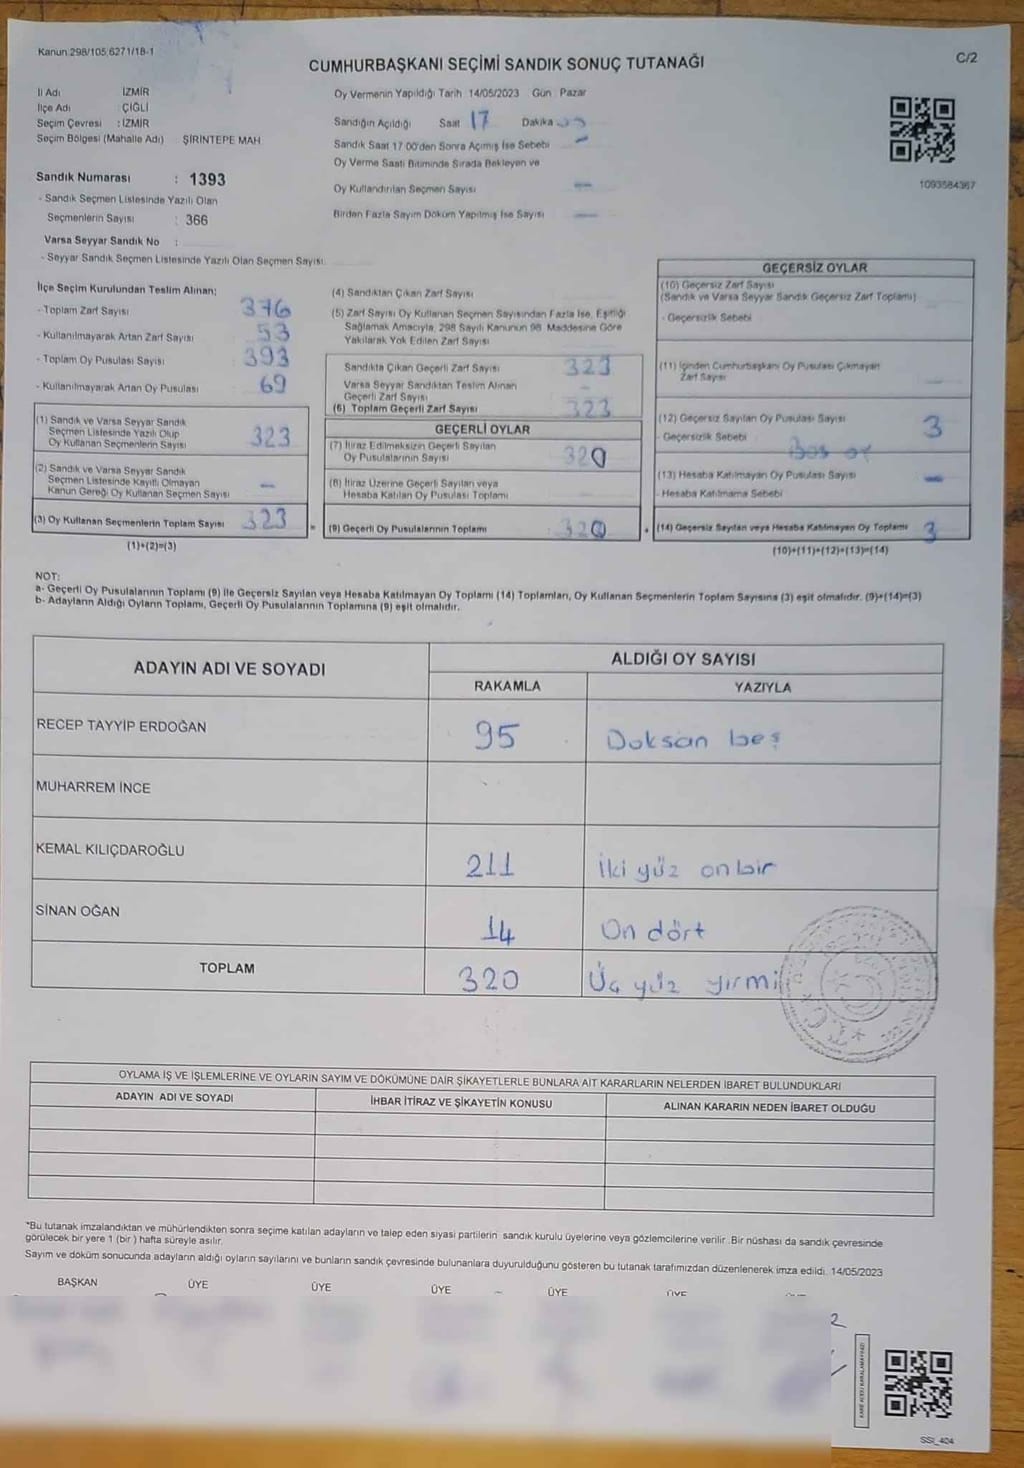 Kanun 298/105,6271/1B-1
C/2
CUMHURBAŞKANI SEÇİMİ SANDIK SONUÇ TUTANAĞI
İl Adı : İZMİR
İlçe Adı : ÇİĞLİ
Seçim Çevresi : İZMİR
Seçim Bölgesi (Mahalle Adı) : ŞİRİNTEPE MAH
Sandık Numarası : 1393
- Sandık Seçmen Listesinde Yazılı Olan
Seçmenlerin Sayısı : 366
Varsa Seyyar Sandık No :
- Seyyar Sandık Seçmen Listesinde Yazılı Olan Seçmen Sayısı:
Oy Vermenin Yapıldığı Tarih : 14/05/2023 Gün : Pazar
Sandığın Açıldığı Saat 17 Dakika
Sandık Saat 17 00'den Sonra Açımış İse Sebebi –
Oy Verme Saati Bitiminde Sırada Bekleyen ve
Oy Kullandırılan Seçmen Sayısı –
Birden Fazla Sayım Döküm Yapılmış İse Sayısı –
1093584367
İlçe Seçim Kurulundan Teslim Alınan;
- Toplam Zarf Sayısı 376
- Kullanılmayarak Artan Zarf Sayısı 53
- Toplam Oy Pusulası Sayısı 393
- Kullanılmayarak Artan Oy Pusulası 69
(1) Sandık ve Varsa Seyyar Sandık
Seçmen Listesinde Yazılı Olup
Oy Kullanan Seçmenlerin Sayısı 323
(2) Sandık ve Varsa Seyyar Sandık
Seçmen Listesinde Kayıtlı Olmayan
Kanun Gereği Oy Kullanan Seçmen Sayısı –
(3) Oy Kullanan Seçmenlerin Toplam Sayısı 323
(1)+(2)=(3)
(4) Sandıktan Çıkan Zarf Sayısı
(5) Zarf Sayısı Oy Kullanan Seçmen Sayısından Fazla İse, Eşitliği
Sağlamak Amacıyla, 298 Sayılı Kanunun 98. Maddesine Göre
Yakılarak Yok Edilen Zarf Sayısı
Sandıkta Çıkan Geçerli Zarf Sayısı 323
Varsa Seyyar Sandıktan Teslim Alınan
Geçerli Zarf Sayısı –
(6) Toplam Geçerli Zarf Sayısı 323
GEÇERLİ OYLAR
(7) İtiraz Edilmeksizin Geçerli Sayılan
Oy Pusulalarının Sayısı 320
(8) İtiraz Üzerine Geçerli Sayılan veya
Hesaba Katılan Oy Pusulası Toplamı
= (9) Geçerli Oy Pusulalarının Toplamı 320
GEÇERSİZ OYLAR
(10) Geçersiz Zarf Sayısı
(Sandık ve Varsa Seyyar Sandık Geçersiz Zarf Toplamı)
- Geçersizlik Sebebi
(11) İçinden Cumhurbaşkanı Oy Pusulası Çıkmayan
Zarf Sayısı
(12) Geçersiz Sayılan Oy Pusulası Sayısı 3
- Geçersizlik Sebebi Boş oy
(13) Hesaba Katılmayan Oy Pusulası Sayısı –
- Hesaba Katılmama Sebebi
+ (14) Geçersiz Sayılan veya Hesaba Katılmayan Oy Toplamı 3
(10)+(11)+(12)+(13)=(14)
NOT:
a- Geçerli Oy Pusulalarının Toplamı (9) ile Geçersiz Sayılan veya Hesaba Katılmayan Oy Toplamı (14) Toplamları, Oy Kullanan Seçmenlerin Toplam Sayısına (3) eşit olmalıdır. (9)+(14)=(3)
b- Adayların Aldığı Oyların Toplamı, Geçerli Oy Pusulalarının Toplamına (9) eşit olmalıdır.
ADAYIN ADI VE SOYADI
ALDIĞI OY SAYISI
RAKAMLA YAZIYLA
RECEP TAYYİP ERDOĞAN 95 Doksan beş
MUHARREM İNCE
KEMAL KILIÇDAROĞLU 211 İki yüz on bir
SİNAN OĞAN 14 On dört
TOPLAM 320 Üç yüz yirmi
OYLAMA İŞ VE İŞLEMLERİNE VE OYLARIN SAYIM VE DÖKÜMÜNE DAİR ŞİKAYETLERLE BUNLARA AİT KARARLARIN NELERDEN İBARET BULUNDUKLARI
ADAYIN ADI VE SOYADI İHBAR İTİRAZ VE ŞİKAYETİN KONUSU ALINAN KARARIN NEDEN İBARET OLDUĞU
*Bu tutanak imzalandıktan ve mühürlendikten sonra seçime katılan adayların ve talep eden siyasi partilerin sandık kurulu üyelerine veya gözlemcilerine verilir .Bir nüshası da sandık çevresinde
görülecek bir yere 1 (bir ) hafta süreyle asılır.
Sayım ve döküm sonucunda adayların aldığı oyların sayılarını ve bunların sandık çevresinde bulunanlara duyurulduğunu gösteren bu tutanak tarafımızdan düzenlenerek imza edildi. 14/05/2023
BAŞKAN ÜYE ÜYE ÜYE ÜYE ÜYE
KARE KODU KARALAMAYINIZ
SSİ_404